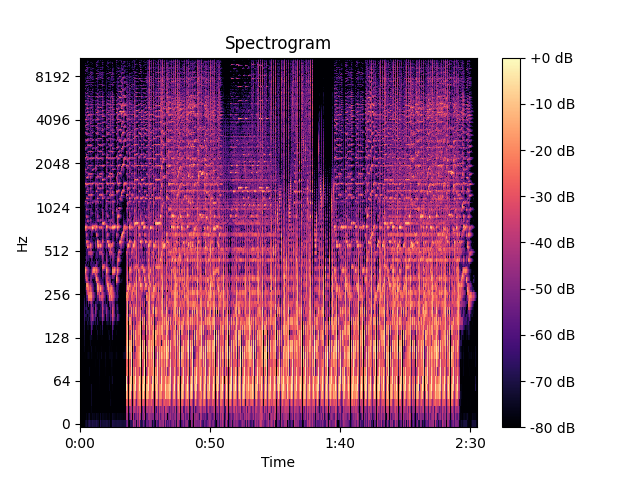 Spectrogram
Hz
8192
4096
2048
1024
512
256
128
64
0
0:00
0:50
1:40
2:30
Time
+0 dB
-10 dB
-20 dB
-30 dB
-40 dB
-50 dB
-60 dB
-70 dB
-80 dB